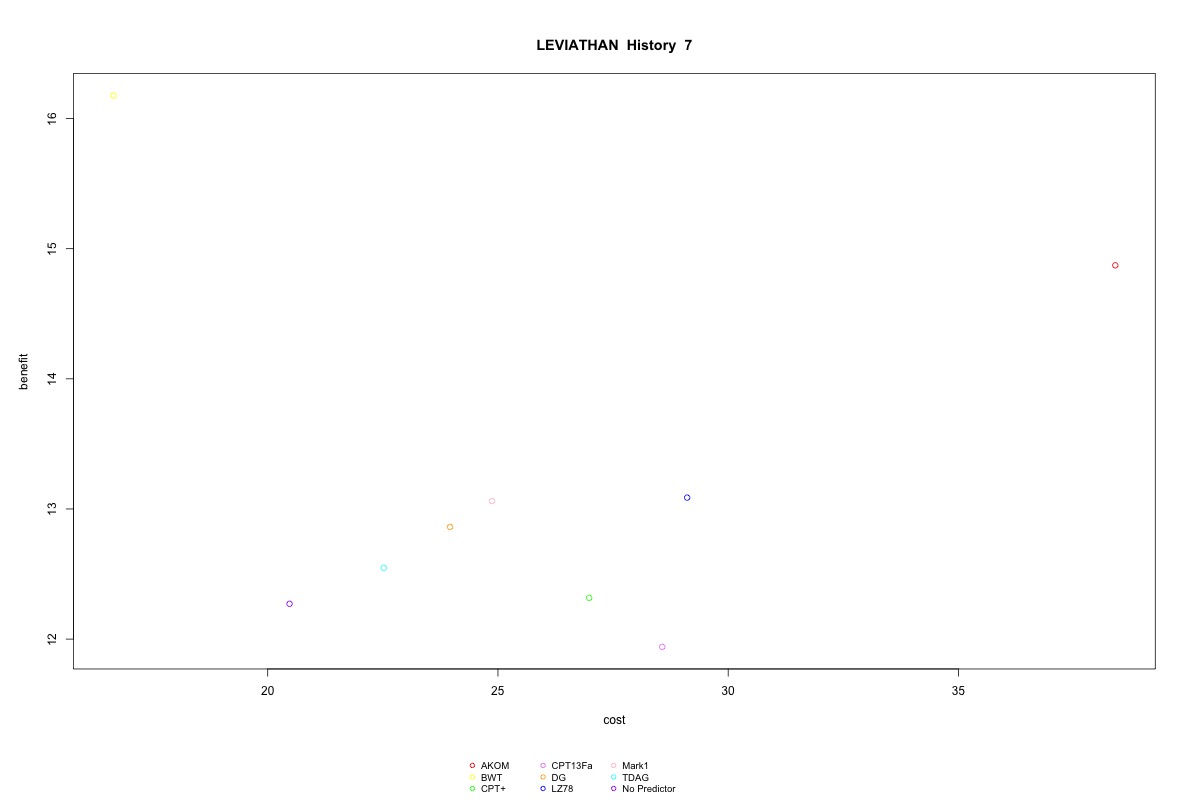 LEVIATHAN History 7
benefit
16
15
14
13
12
20 25 30 35
cost
AKOM CPT13Fa Mark1
BWT DG TDAG
CPT+ LZ78 No Predictor